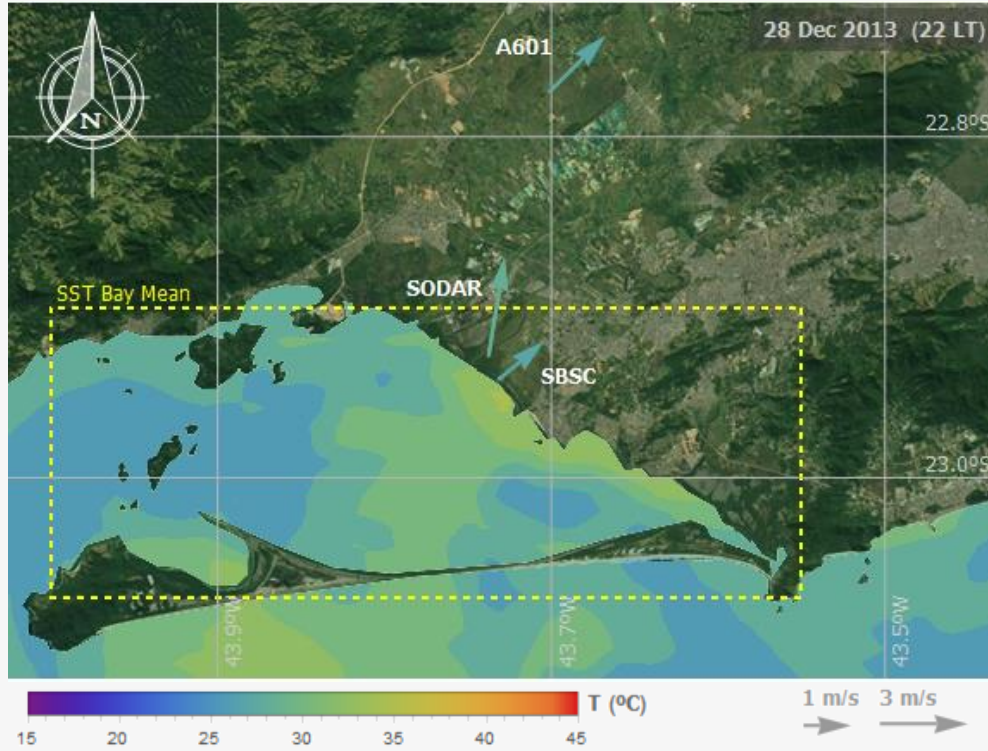 28 Dec 2013 (22 LT)
A601
N
22.8ºS
SST Bay Mean
SODAR
SBSC
23.0ºS
43.9ºW
43.7ºW
43.5ºW
T (ºC)
15 20 25 30 35 40 45
1 m/s 3 m/s